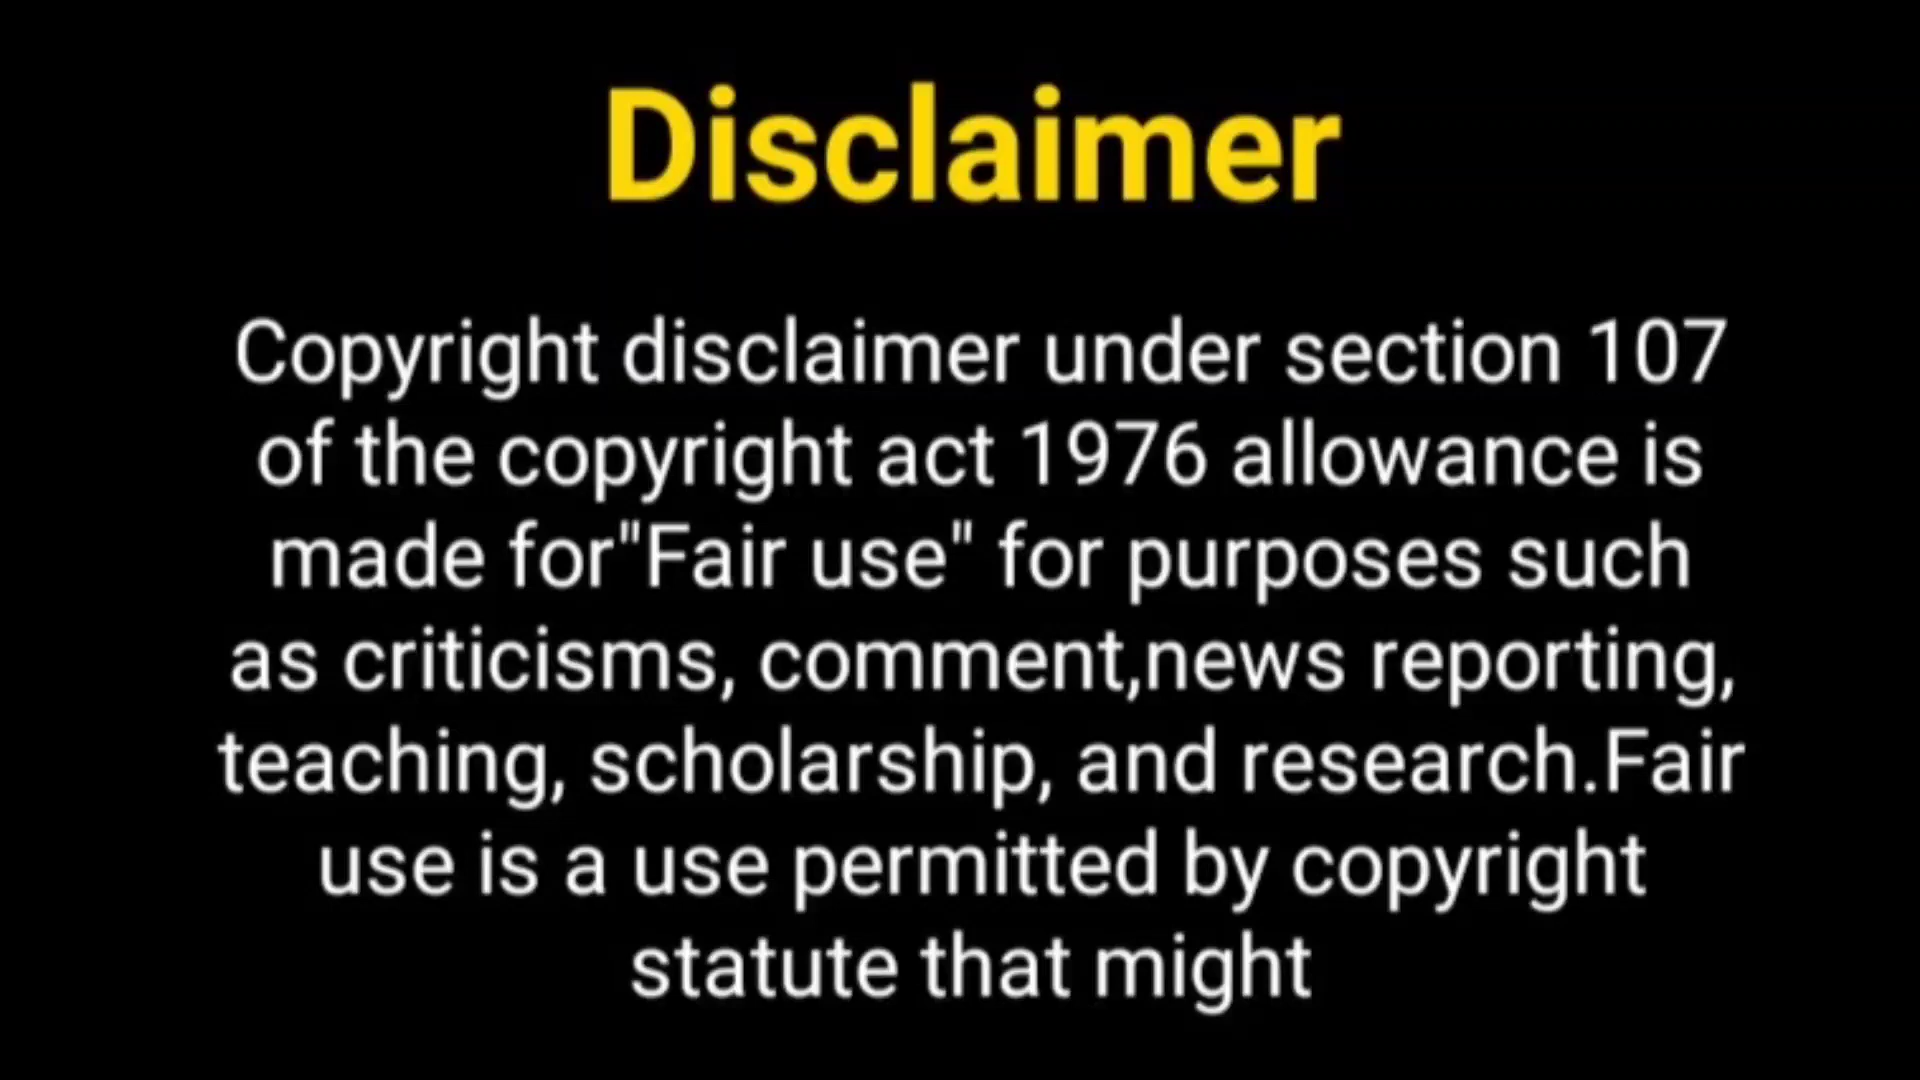 Disclaimer
Copyright disclaimer under section 107
of the copyright act 1976 allowance is
made for"Fair use" for purposes such
as criticisms, comment,news reporting,
teaching, scholarship, and research.Fair
use is a use permitted by copyright
statute that might